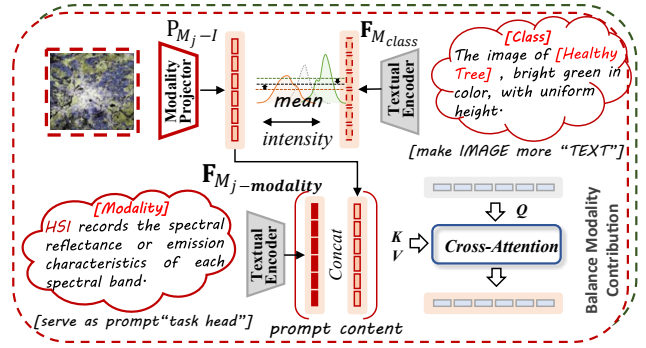 P_{M_j-I}
F_{M_{class}}
Modality
Projector
mean
intensity
Textual
Encoder
[Class]
The image of [Healthy
Tree] , bright green in
color, with uniform
height.
[make IMAGE more "TEXT"]
F_{M_j-modality}
[Modality]
HSI records the spectral
reflectance or emission
characteristics of each
spectral band.
[serve as prompt"task head"]
Textual
Encoder
Concat
prompt content
Q
K
V
Cross-Attention
Balance Modality
Contribution